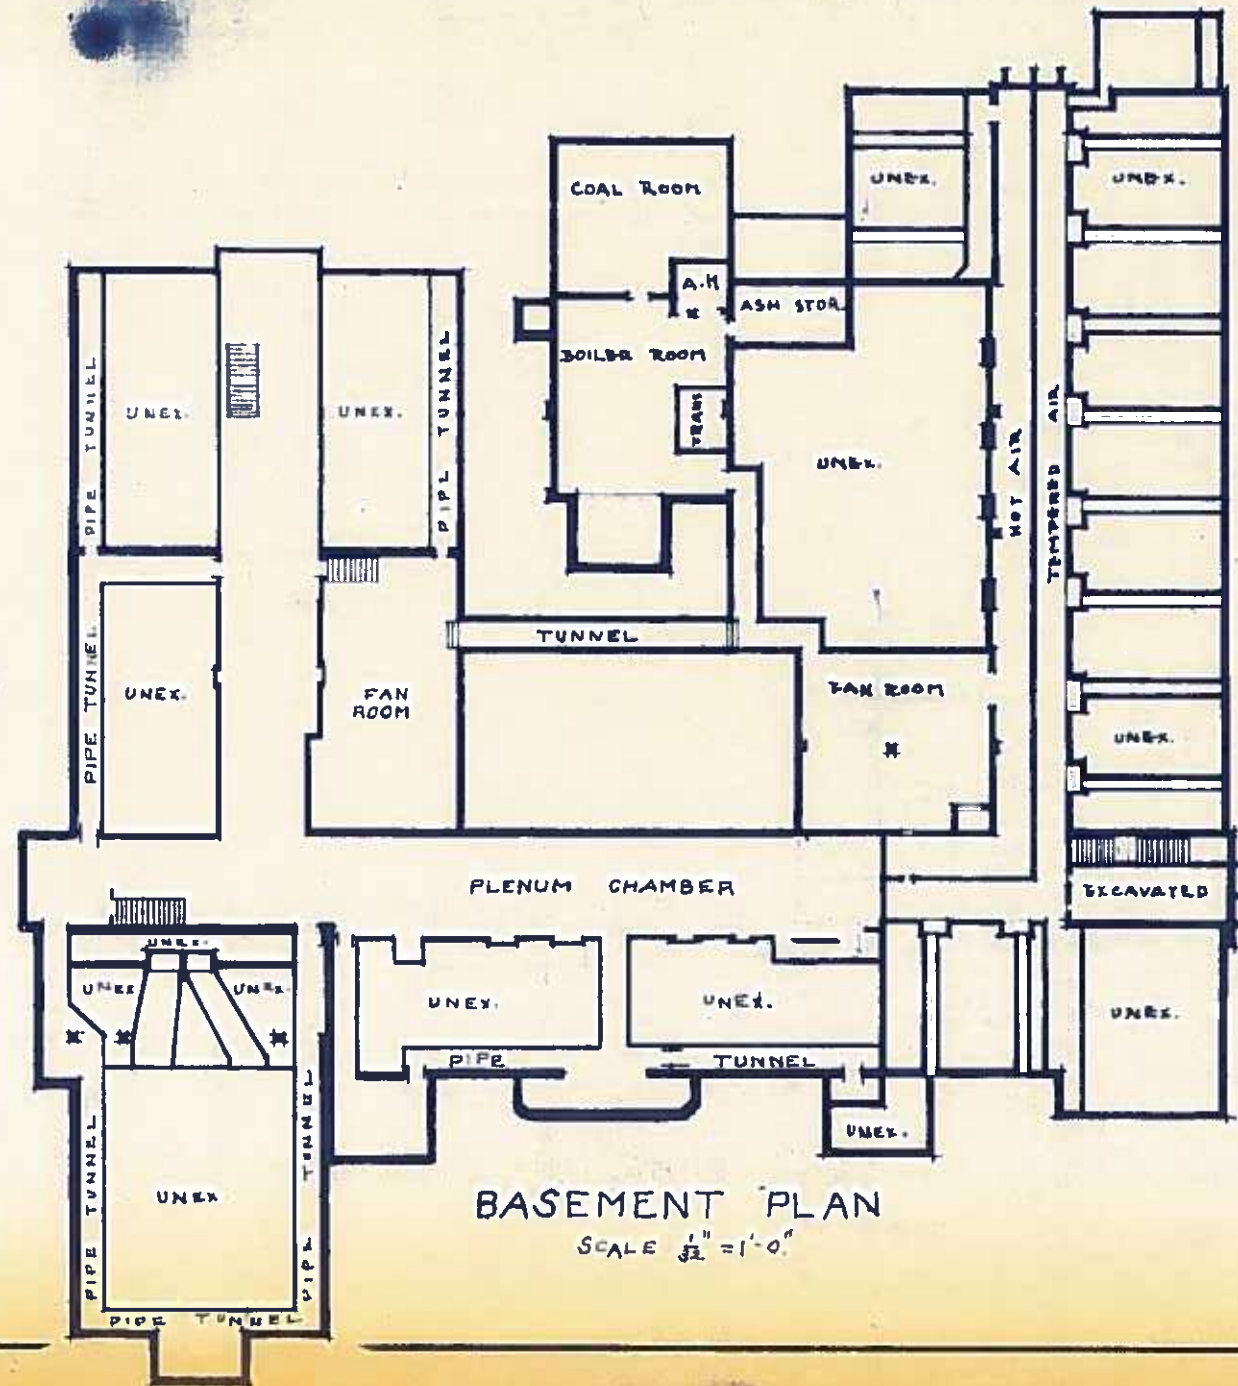 COAL ROOM
UNEX.
UNEX.
A.H
ASH STOR.
BOILER ROOM
TRANS
PIPE TUNNEL
UNEX.
UNEX.
PIPE TUNNEL
UNEX.
HOT AIR
TEMPERED AIR
TUNNEL
PIPE TUNNEL
UNEX.
FAN
ROOM
FAN ROOM
UNEX.
PLENUM CHAMBER
EXCAVATED
UNEX.
UNEX
UNEX.
UNEX.
UNEX.
UNEX.
PIPE TUNNEL
UNEX.
PIPE TUNNEL
UNEX
PIPE TUNNEL
PIPE TUNNEL
BASEMENT PLAN
SCALE 1/32" = 1'-0"